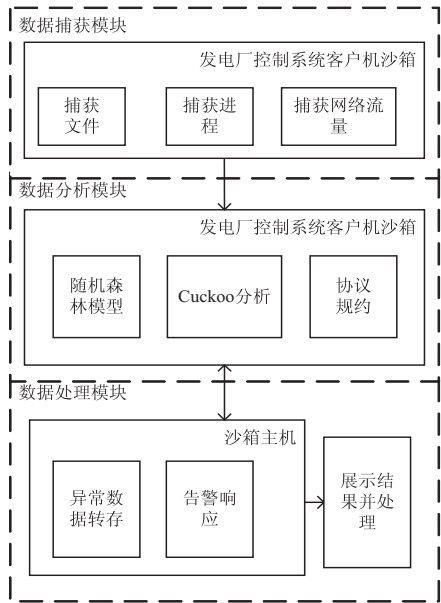 数据捕获模块
发电厂控制系统客户机沙箱
捕获
文件
捕获进
程
捕获网络流
量
数据分析模块
发电厂控制系统客户机沙箱
随机森
林模型
Cuckoo分析
协议
规约
数据处理模块
沙箱主机
异常数
据转存
告警响
应
展示结
果并处
理